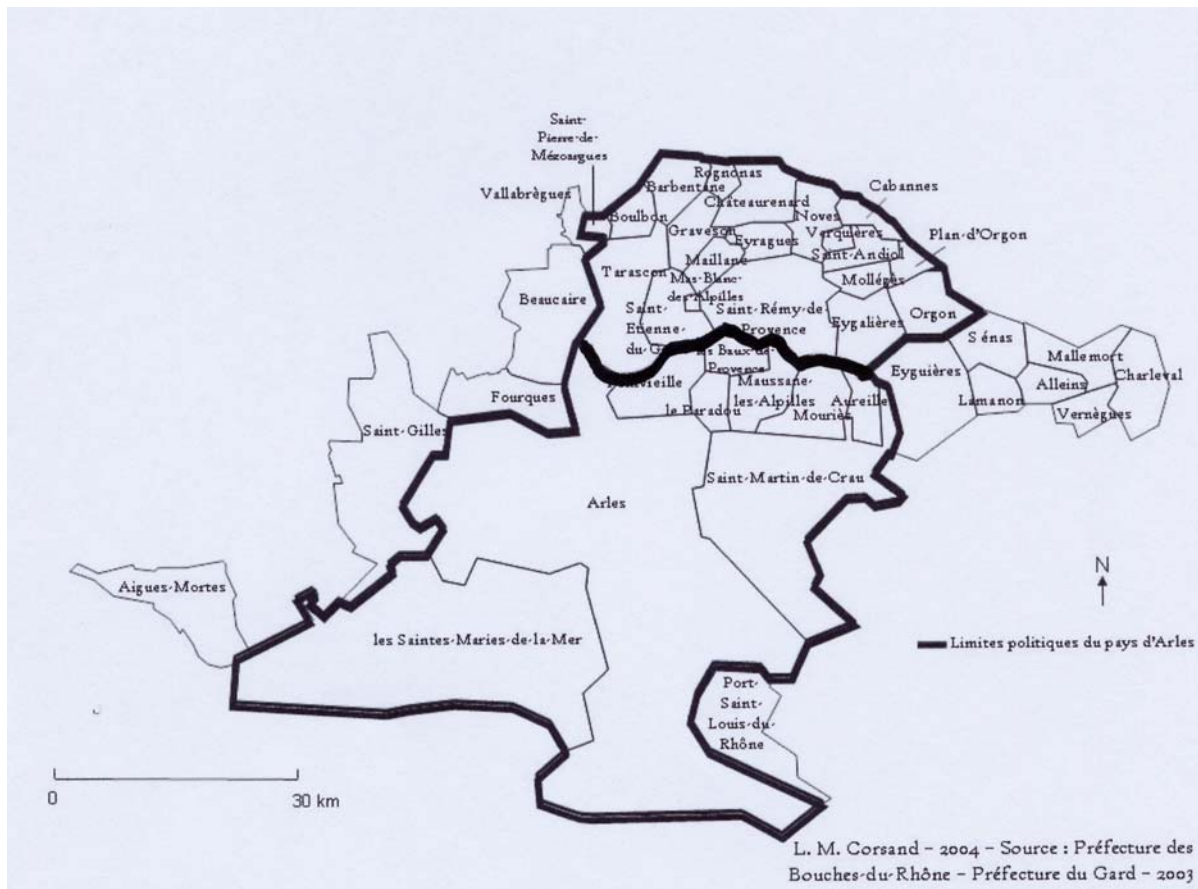 Saint-
Pierre-de-
Mézoargues
Vallabrègues
Boulbon
Barbentane
Rognonas
Châteaurenard
Cabannes
Noves
Graveson
Eyragues
Verquières
Plan-d'Orgon
Saint-Andiol
Maillane
Mollégès
Tarascon
Mas-Blanc-
des-Alpilles
Beaucaire
Saint-
Etienne-
du-G
Saint-Rémy-de-
Provence
Eygalières
Orgon
Sénas
Mallemort
Charleval
Alleins
Eyguières
Lamanon
Vernègues
Baux-de-
Provence
Fourques
le Paradou
Maussane-
les-Alpilles
Mouriès
Aureille
Saint-Gilles
Saint-Martin-de-Crau
Arles
Aigues-Mortes
les Saintes-Maries-de-la-Mer
N
Limites politiques du pays d'Arles
Port-
Saint-
Louis-du-
Rhône
0
30 km
L. M. Corsand - 2004 - Source : Préfecture des
Bouches-du-Rhône - Préfecture du Gard - 2003